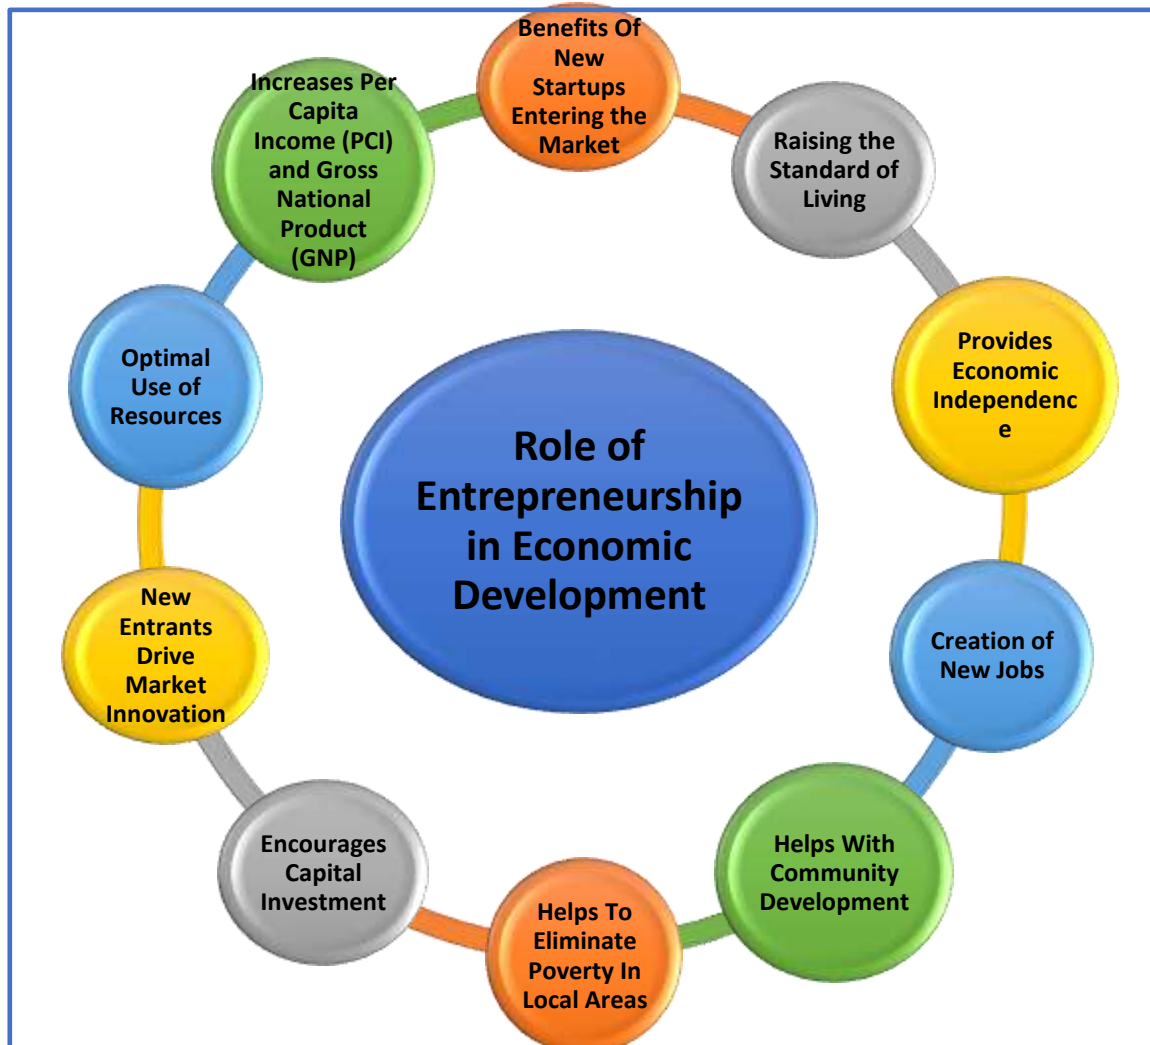 Benefits Of
New
Startups
Entering the
Market
Raising the
Standard of
Living
Provides
Economic
Independenc
e
Creation of
New Jobs
Helps With
Community
Development
Helps To
Eliminate
Poverty In
Local Areas
Encourages
Capital
Investment
New
Entrants
Drive
Market
Innovation
Optimal
Use of
Resources
Increases Per
Capita
Income (PCI)
and Gross
National
Product
(GNP)
Role of
Entrepreneurship
in Economic
Development